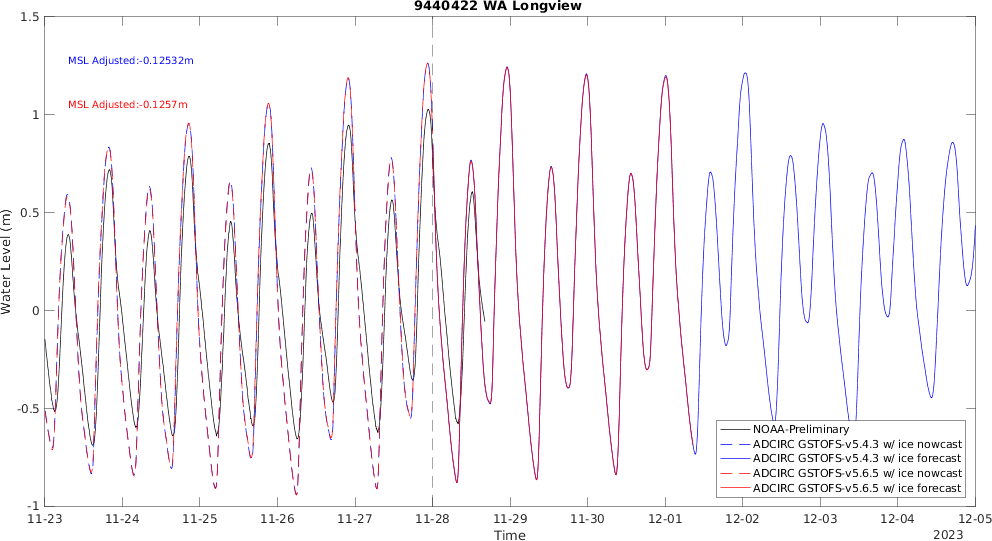 9440422 WA Longview
1.5
MSL Adjusted:-0.12532m
MSL Adjusted:-0.1257m
1
0.5
0
-0.5
-1
Water Level (m)
NOAA-Preliminary
ADCIRC GSTOFS-v5.4.3 w/ ice nowcast
ADCIRC GSTOFS-v5.4.3 w/ ice forecast
ADCIRC GSTOFS-v5.6.5 w/ ice nowcast
ADCIRC GSTOFS-v5.6.5 w/ ice forecast
11-23 11-24 11-25 11-26 11-27 11-28 11-29 11-30 12-01 12-02 12-03 12-04 12-05
Time
2023